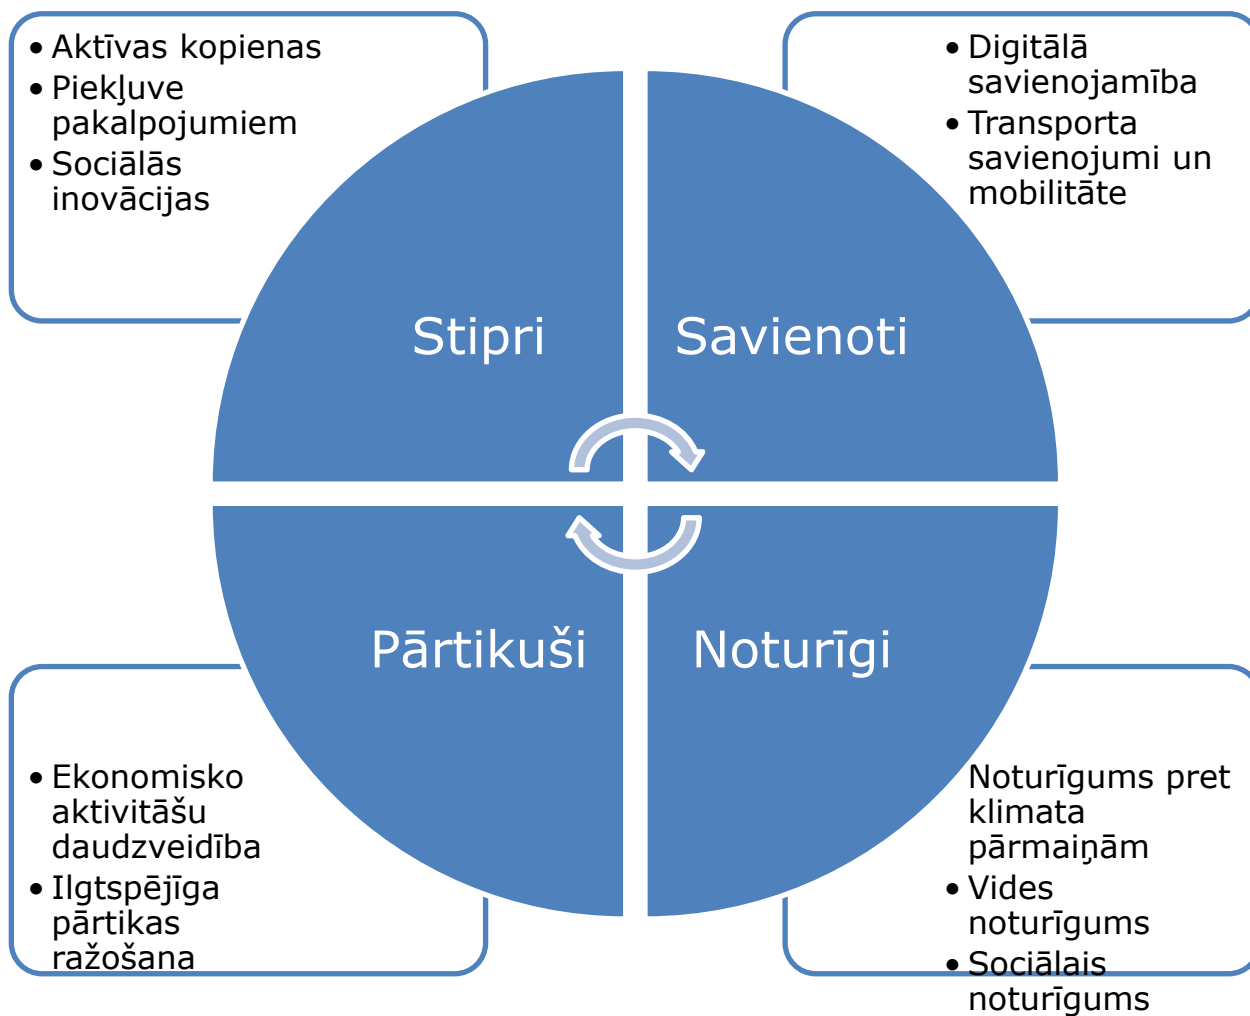 • Aktīvas kopienas
• Piekļuve
pakalpojumiem
• Sociālās
inovācijas
• Digitālā
savienojamība
• Transporta
savienojumi un
mobilitāte
Stipri
Savienoti
Pārtikuši
Noturīgi
• Ekonomisko
aktivitāšu
daudzveidība
• Ilgtspējīga
pārtikas
ražošana
Noturīgums pret
klimata
pārmaiņām
• Vides
noturīgums
• Sociālais
noturīgums